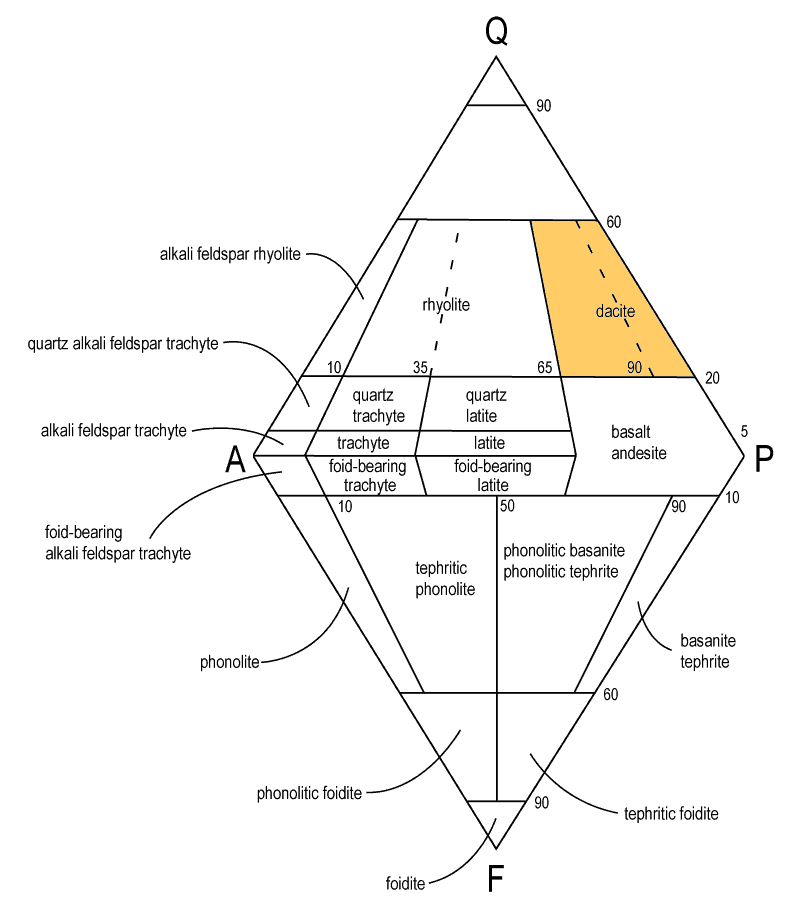 Q
90
60
alkali feldspar rhyolite
rhyolite
dacite
quartz alkali feldspar trachyte
10
35
65
90
20
quartz
trachyte
quartz
latite
alkali feldspar trachyte
trachyte
latite
basalt
andesite
5
A
P
foid-bearing
trachyte
foid-bearing
latite
10
50
90
10
foid-bearing
alkali feldspar trachyte
tephritic
phonolite
phonolitic basanite
phonolitic tephrite
phonolite
basanite
tephrite
60
phonolitic foidite
90
tephritic foidite
foidite
F